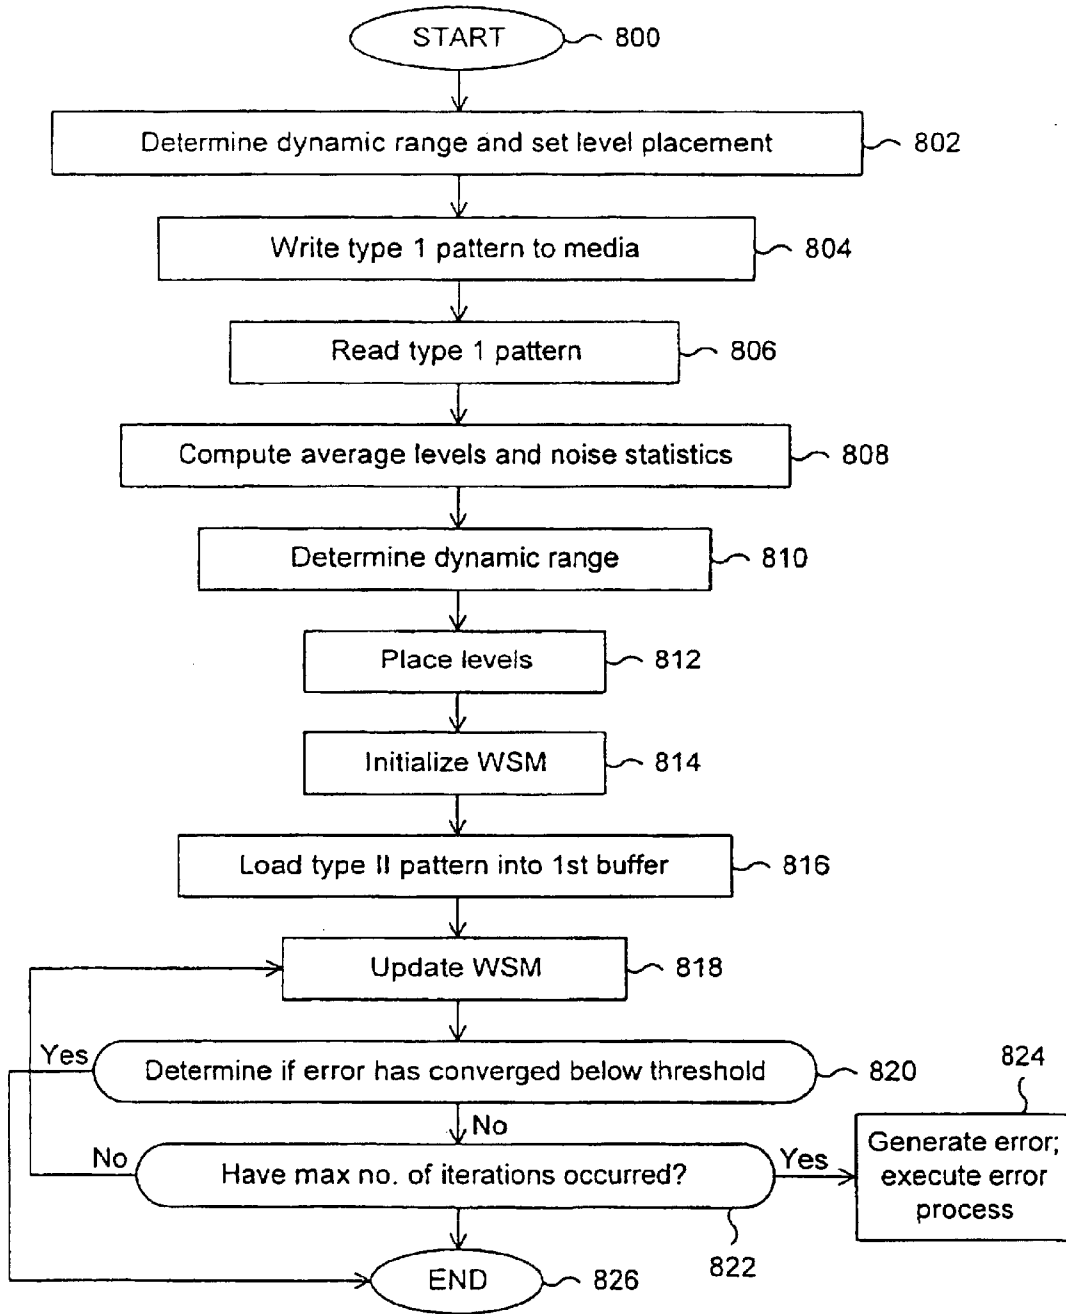 START
800
Determine dynamic range and set level placement
802
Write type 1 pattern to media
804
Read type 1 pattern
806
Compute average levels and noise statistics
808
Determine dynamic range
810
Place levels
812
Initialize WSM
814
Load type II pattern into 1st buffer
816
Update WSM
818
Yes
Determine if error has converged below threshold
820
824
No
No
Have max no. of iterations occurred?
Yes
Generate error;
execute error
process
822
END
826